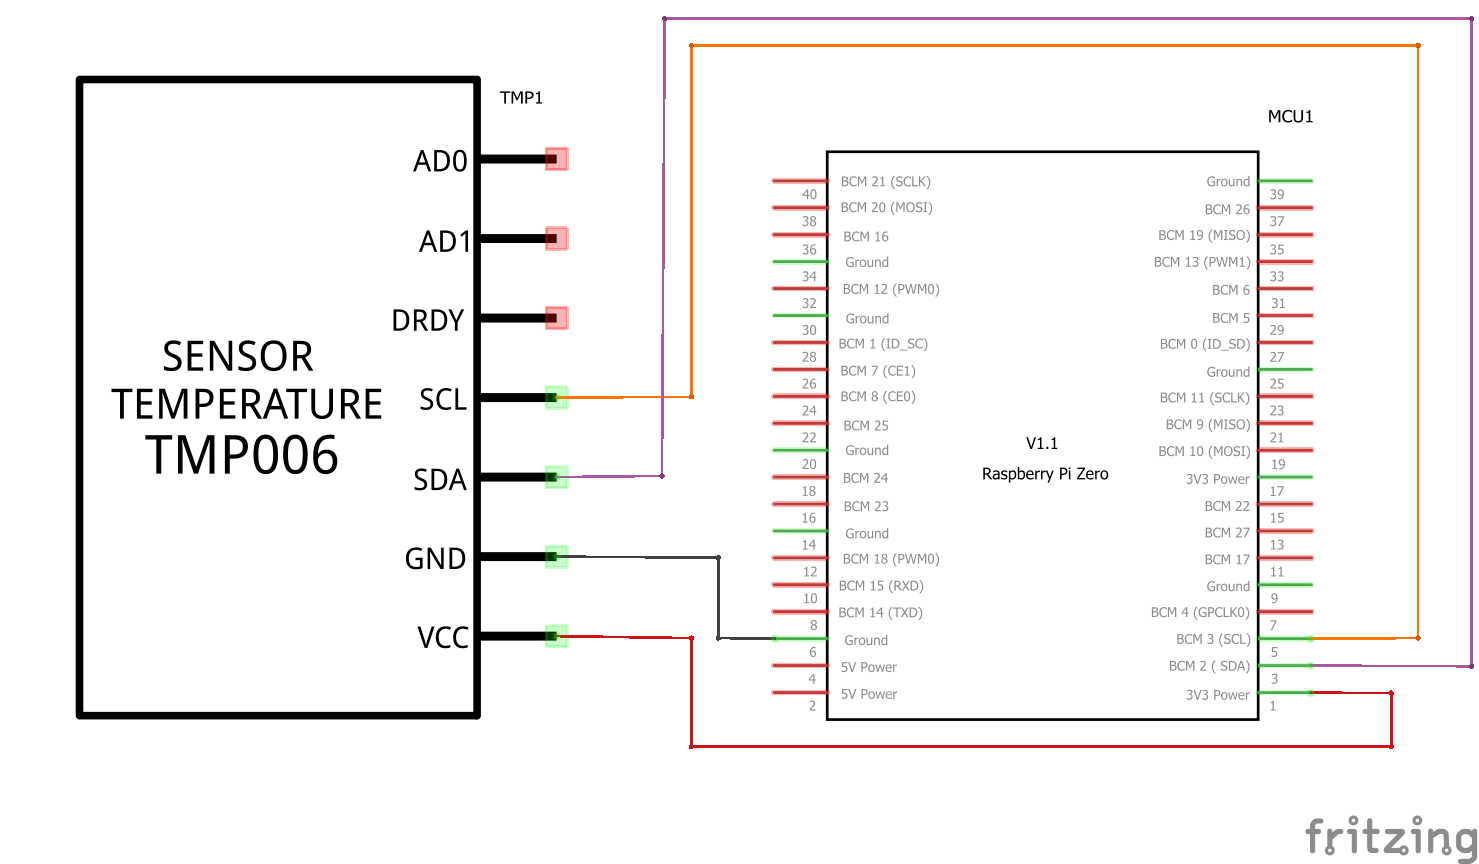 TMP1
AD0
AD1
DRDY
SCL
SDA
GND
VCC
SENSOR
TEMPERATURE
TMP006
MCU1
BCM 21 (SCLK)
40
BCM 20 (MOSI)
38
BCM 16
36
Ground
34
BCM 12 (PWM0)
32
Ground
30
BCM 1 (ID_SC)
28
BCM 7 (CE1)
26
BCM 8 (CE0)
24
BCM 25
22
Ground
20
BCM 24
18
BCM 23
16
Ground
14
BCM 18 (PWM0)
12
BCM 15 (RXD)
10
BCM 14 (TXD)
8
Ground
6
5V Power
4
5V Power
2
V1.1
Raspberry Pi Zero
Ground
39
BCM 26
37
BCM 19 (MISO)
35
BCM 13 (PWM1)
33
BCM 6
31
BCM 5
29
BCM 0 (ID_SD)
27
Ground
25
BCM 11 (SCLK)
23
BCM 9 (MISO)
21
BCM 10 (MOSI)
19
3V3 Power
17
BCM 22
15
BCM 27
13
BCM 17
11
Ground
9
BCM 4 (GPCLK0)
7
BCM 3 (SCL)
5
BCM 2 ( SDA)
3
3V3 Power
1
fritzing